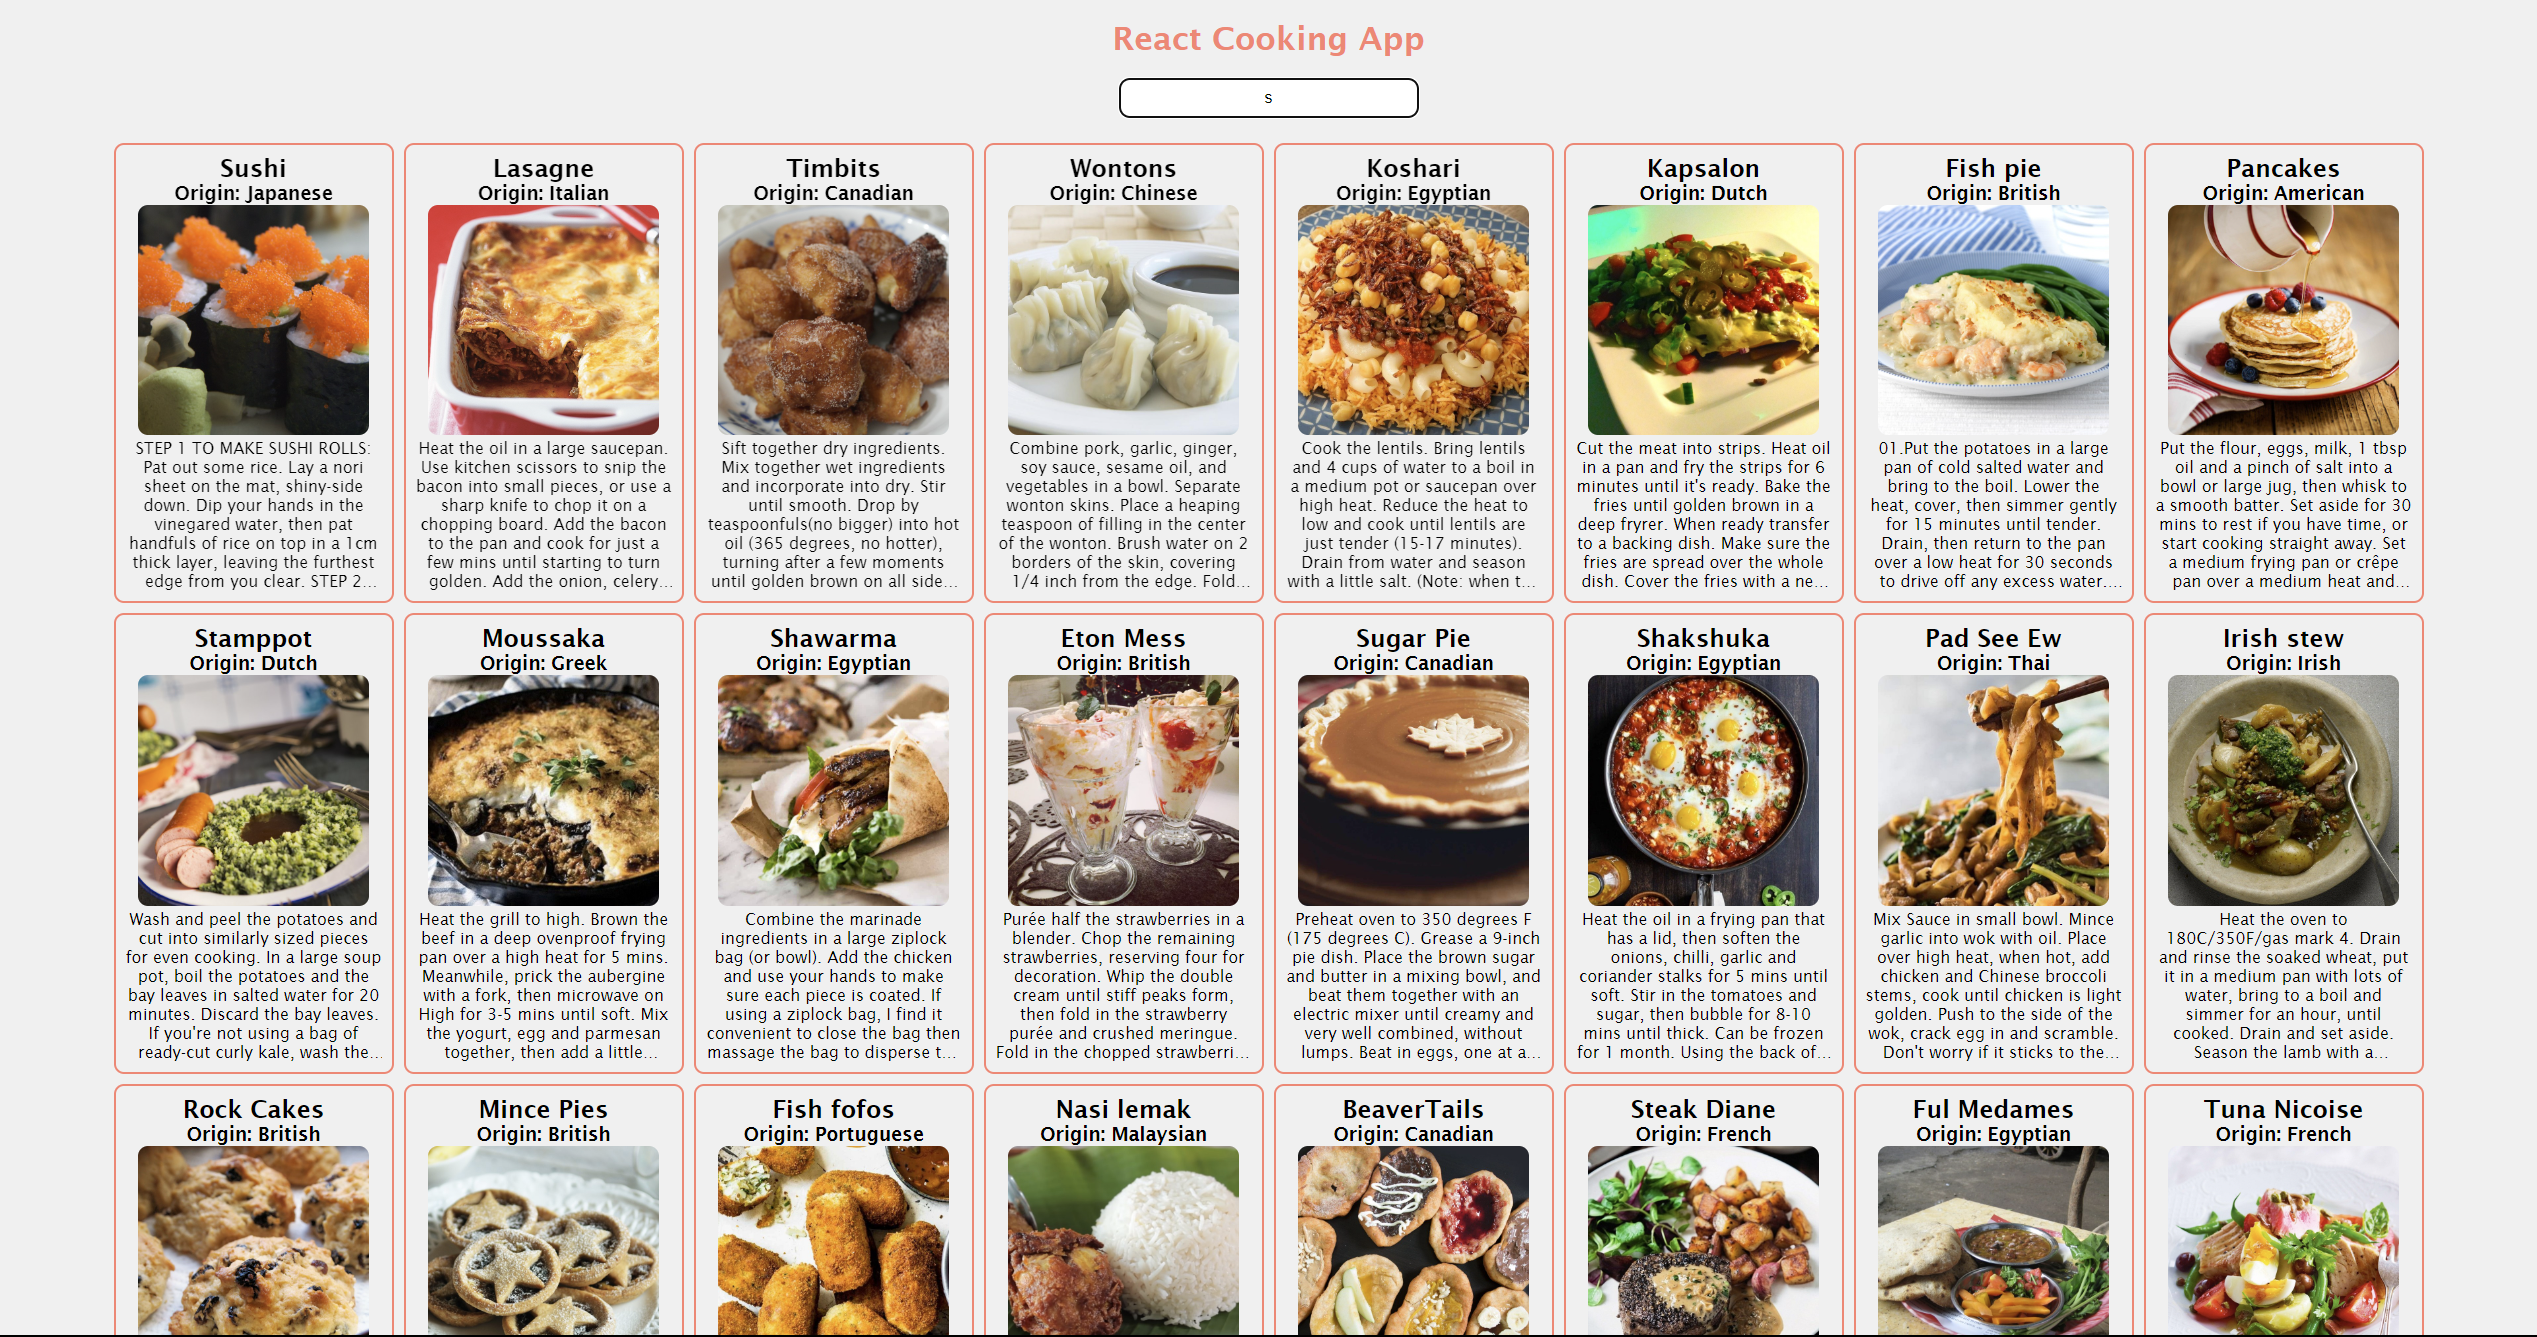 React Cooking App
s
Sushi
Origin: Japanese
STEP 1 TO MAKE SUSHI ROLLS:
Pat out some rice. Lay a nori
sheet on the mat, shiny-side
down. Dip your hands in the
vinegared water, then pat
handfuls of rice on top in a 1cm
thick layer, leaving the furthest
edge from you clear. STEP 2...
Lasagne
Origin: Italian
Heat the oil in a large saucepan.
Use kitchen scissors to snip the
bacon into small pieces, or use a
sharp knife to chop it on a
chopping board. Add the bacon
to the pan and cook for just a
few mins until starting to turn
golden. Add the onion, celery...
Timbits
Origin: Canadian
Sift together dry ingredients.
Mix together wet ingredients
and incorporate into dry. Stir
until smooth. Drop by
teaspoonfuls(no bigger) into hot
oil (365 degrees, no hotter),
turning after a few moments
until golden brown on all side...
Wontons
Origin: Chinese
Combine pork, garlic, ginger,
soy sauce, sesame oil, and
vegetables in a bowl. Separate
wonton skins. Place a heaping
teaspoon of filling in the center
of the wonton. Brush water on 2
borders of the skin, covering
1/4 inch from the edge. Fold...
Koshari
Origin: Egyptian
Cook the lentils. Bring lentils
and 4 cups of water to a boil in
a medium pot or saucepan over
high heat. Reduce the heat to
low and cook until lentils are
just tender (15-17 minutes).
Drain from water and season
with a little salt. (Note: when t...
Kapsalon
Origin: Dutch
Cut the meat into strips. Heat oil
in a pan and fry the strips for 6
minutes until it's ready. Bake the
fries until golden brown in a
deep fryrer. When ready transfer
to a backing dish. Make sure the
fries are spread over the whole
dish. Cover the fries with a ne...
Fish pie
Origin: British
01.Put the potatoes in a large
pan of cold salted water and
bring to the boil. Lower the
heat, cover, then simmer gently
for 15 minutes until tender.
Drain, then return to the pan
over a low heat for 30 seconds
to drive off any excess water....
Pancakes
Origin: American
Put the flour, eggs, milk, 1 tbsp
oil and a pinch of salt into a
bowl or large jug, then whisk to
a smooth batter. Set aside for 30
mins to rest if you have time, or
start cooking straight away. Set
a medium frying pan or crêpe
pan over a medium heat and...
Stamppot
Origin: Dutch
Wash and peel the potatoes and
cut into similarly sized pieces
for even cooking. In a large soup
pot, boil the potatoes and the
bay leaves in salted water for 20
minutes. Discard the bay leaves.
If you're not using a bag of
ready-cut curly kale, wash the...
Moussaka
Origin: Greek
Heat the grill to high. Brown the
beef in a deep ovenproof frying
pan over a high heat for 5 mins.
Meanwhile, prick the aubergine
with a fork, then microwave on
High for 3-5 mins until soft. Mix
the yogurt, egg and parmesan
together, then add a little...
Shawarma
Origin: Egyptian
Combine the marinade
ingredients in a large ziplock
bag (or bowl). Add the chicken
and use your hands to make
sure each piece is coated. If
using a ziplock bag, I find it
convenient to close the bag then
massage the bag to disperse t...
Eton Mess
Origin: British
Purée half the strawberries in a
blender. Chop the remaining
strawberries, reserving four for
decoration. Whip the double
cream until stiff peaks form,
then fold in the strawberry
purée and crushed meringue.
Fold in the chopped strawberri...
Sugar Pie
Origin: Canadian
Preheat oven to 350 degrees F
(175 degrees C). Grease a 9-inch
pie dish. Place the brown sugar
and butter in a mixing bowl, and
beat them together with an
electric mixer until creamy and
very well combined, without
lumps. Beat in eggs, one at a...
Shakshuka
Origin: Egyptian
Heat the oil in a frying pan that
has a lid, then soften the
onions, chilli, garlic and
coriander stalks for 5 mins until
soft. Stir in the tomatoes and
sugar, then bubble for 8-10
mins until thick. Can be frozen
for 1 month. Using the back of...
Pad See Ew
Origin: Thai
Mix Sauce in small bowl. Mince
garlic into wok with oil. Place
over high heat, when hot, add
chicken and Chinese broccoli
stems, cook until chicken is light
golden. Push to the side of the
wok, crack egg in and scramble.
Don't worry if it sticks to the...
Irish stew
Origin: Irish
Heat the oven to
180C/350F/gas mark 4. Drain
and rinse the soaked wheat, put
it in a medium pan with lots of
water, bring to a boil and
simmer for an hour, until
cooked. Drain and set aside.
Season the lamb with a...
Rock Cakes
Origin: British
Mince Pies
Origin: British
Fish fofos
Origin: Portuguese
Nasi lemak
Origin: Malaysian
BeaverTails
Origin: Canadian
Steak Diane
Origin: French
Ful Medames
Origin: Egyptian
Tuna Nicoise
Origin: French